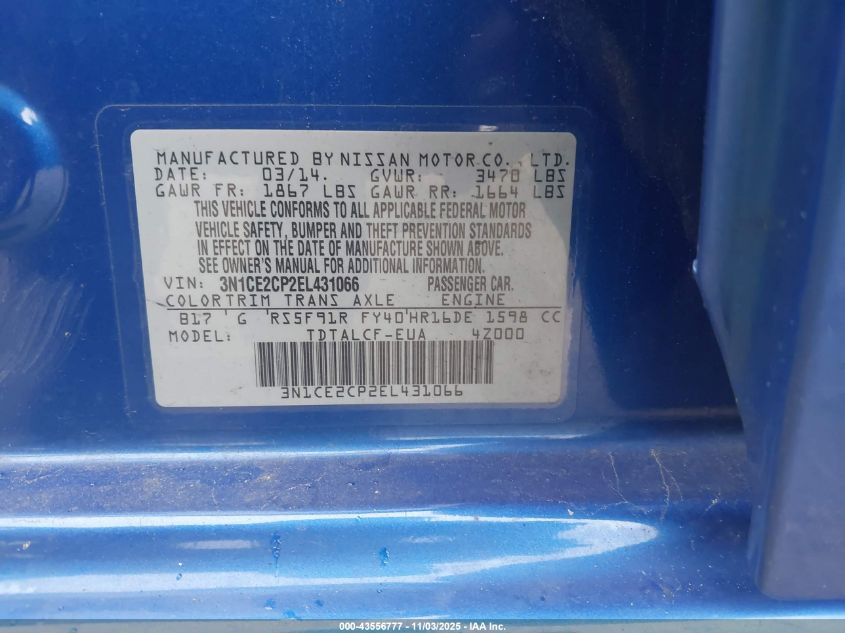 MANUFACTURED BY NISSAN MOTOR CO., LTD.
DATE: 03/14. GVWR: 3470 LBS
GAWR FR: 1867 LBS GAWR RR: 1664 LBS
THIS VEHICLE CONFORMS TO ALL APPLICABLE FEDERAL MOTOR
VEHICLE SAFETY, BUMPER AND THEFT PREVENTION STANDARDS
IN EFFECT ON THE DATE OF MANUFACTURE SHOWN ABOVE.
SEE OWNER'S MANUAL FOR ADDITIONAL INFORMATION.
VIN: 3N1CE2CP2EL431066 PASSENGER CAR.
COLOR TRIM TRANS AXLE ENGINE
B17 G RS5F91R FY40 HR16DE 1598 CC
MODEL: TDTALCF-EUA 4Z000
3N1CE2CP2EL431066
000-43556777 - 11/03/2025 - IAA Inc.